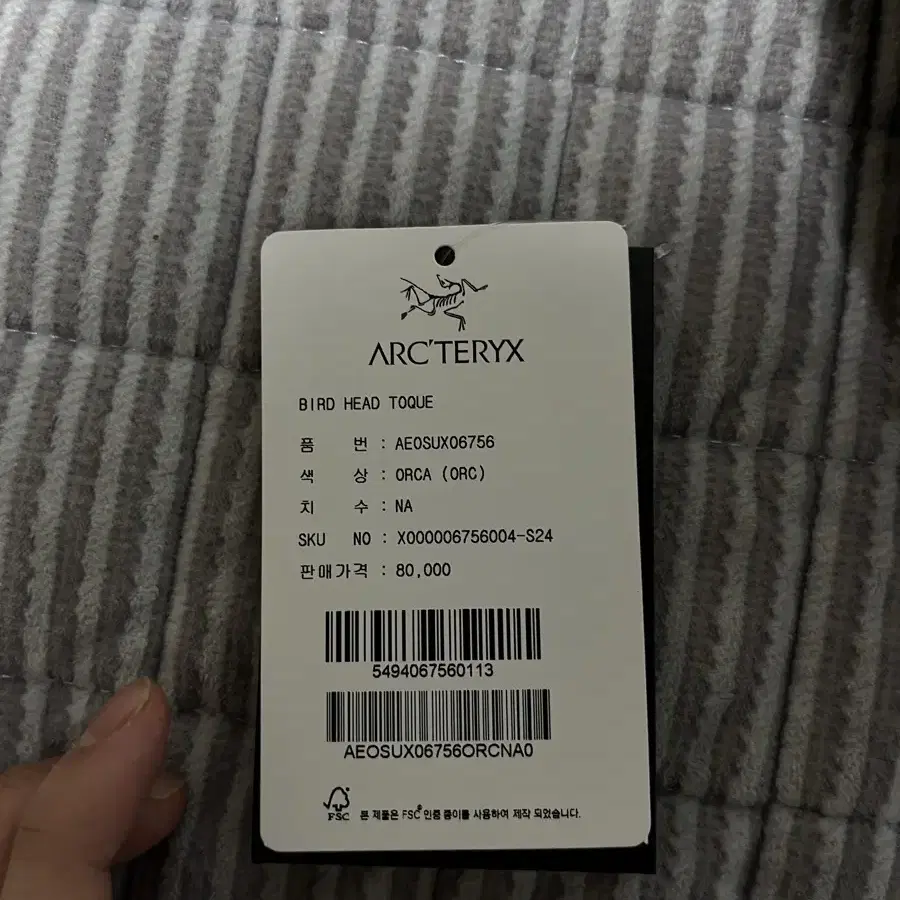 ARC'TERYX
BIRD HEAD TOQUE
품 번 : AEOSUX06756
색 상 : ORCA (ORC)
치 수 : NA
SKU NO : X000006756004-S24
판매가격 : 80,000
5494067560113
AEOSUX06756ORCNA0
FSC 본 제품은 FSC® 인증 종이를 사용하여 제작 되었습니다.